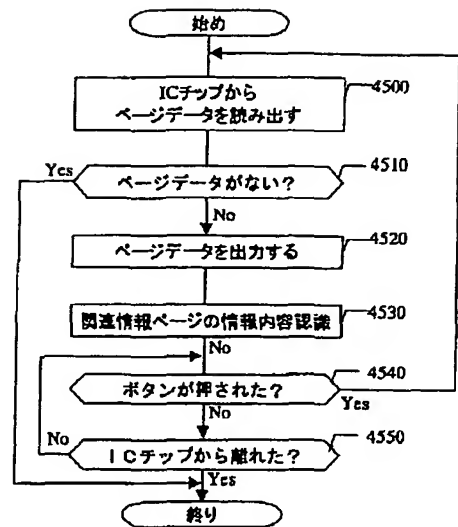 始め
ICチップから
ページデータを読み出す
4500
ページデータがない?
4510
Yes
No
ページデータを出力する
4520
関連情報ページの情報内容認識
4530
No
ボタンが押された?
4540
Yes
No
ICチップから離れた?
4550
No
Yes
終り